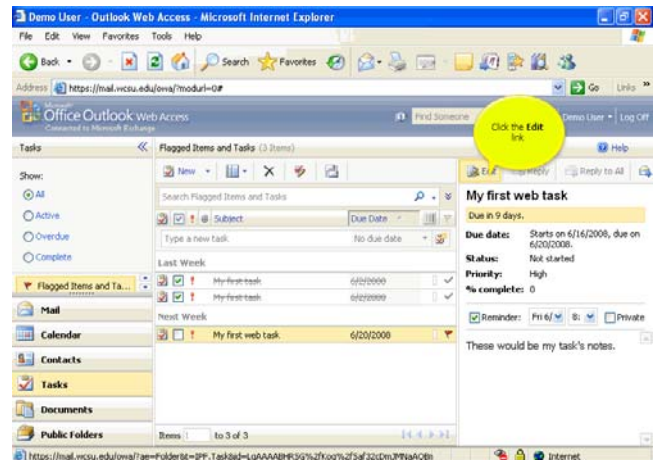 Demo User - Outlook Web Access - Microsoft Internet Explorer
File Edit View Favorites Tools Help
Back Search Favorites
Address https://mail.wcsu.edu/owa/?modurl=0# Go Links »
Microsoft
Office Outlook Web Access
Connected to Microsoft Exchange
Find Someone
Demo User Log Off
Click the Edit
link
Tasks
Flagged Items and Tasks (3 Items)
Help
Show:
New
Edit Reply Reply to All
All
Search Flagged Items and Tasks
My first web task
Active
Subject Due Date
Due in 9 days.
Overdue
Type a new task No due date
Due date: Starts on 6/16/2008, due on
6/20/2008.
Complete
Last Week
Status: Not started
Flagged Items and Ta...
My first task
Priority: High
My first task
% complete: 0
Mail
Next Week
Reminder: Fri 6/ 8: Private
Calendar
My first web task 6/20/2008
These would be my task's notes.
Contacts
Tasks
Documents
Public Folders
Items to 3 of 3
Internet